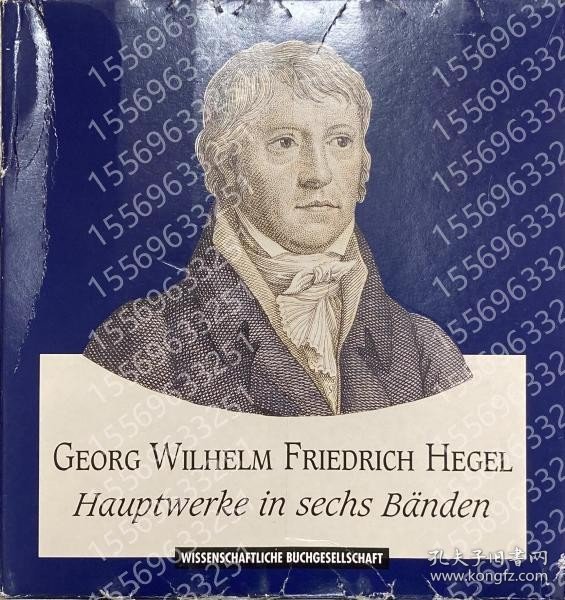 GEORG WILHELM FRIEDRICH HEGEL
Hauptwerke in sechs Bänden
WISSENSCHAFTLICHE BUCHGESELLSCHAFT
孔夫子旧书网
www.kongfz.com
15569633251